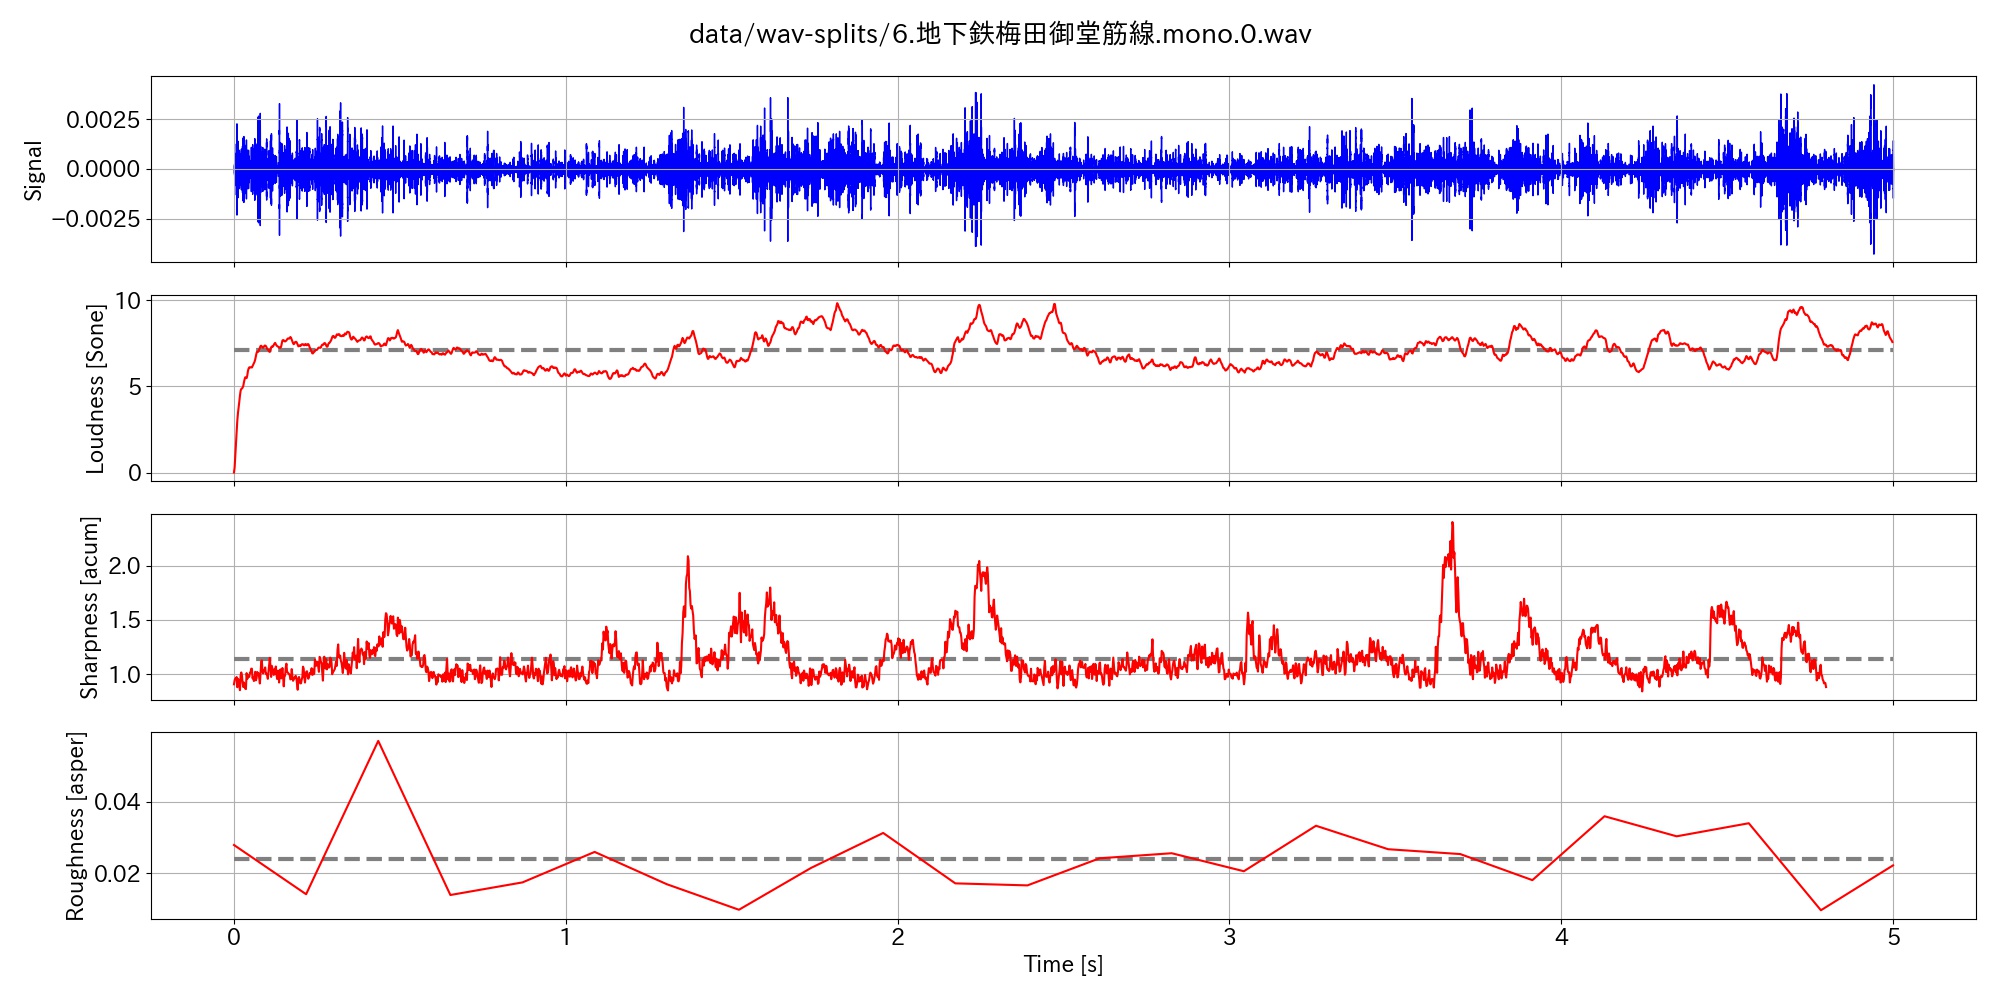 data/wav-splits/6.地下鉄梅田御堂筋線.mono.0.wav
Signal
0.0025
0.0000
−0.0025
Loudness [Sone]
10
5
0
Sharpness [acum]
2.0
1.5
1.0
Roughness [asper]
0.04
0.02
0 1 2 3 4 5
Time [s]